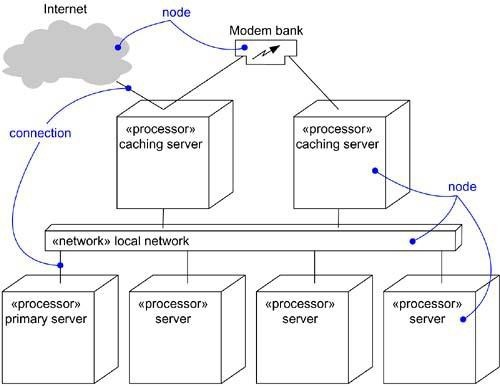 Internet
node
Modem bank
connection
«processor»
caching server
«processor»
caching server
node
«network» local network
«processor»
primary server
«processor»
server
«processor»
server
«processor»
server